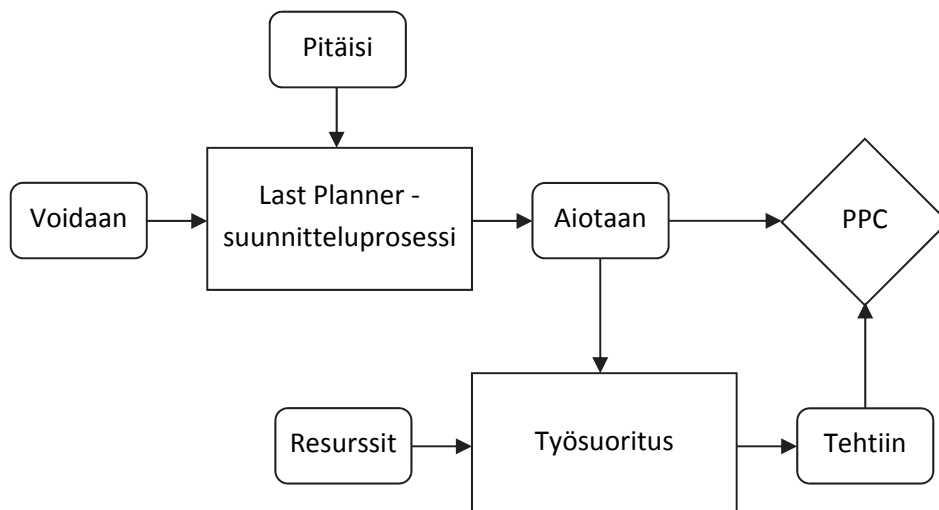 Pitäisi
Last Planner -
suunnitteluprosessi
Voidaan
Aiotaan
PPC
Resurssit
Työsuoritus
Tehtiin